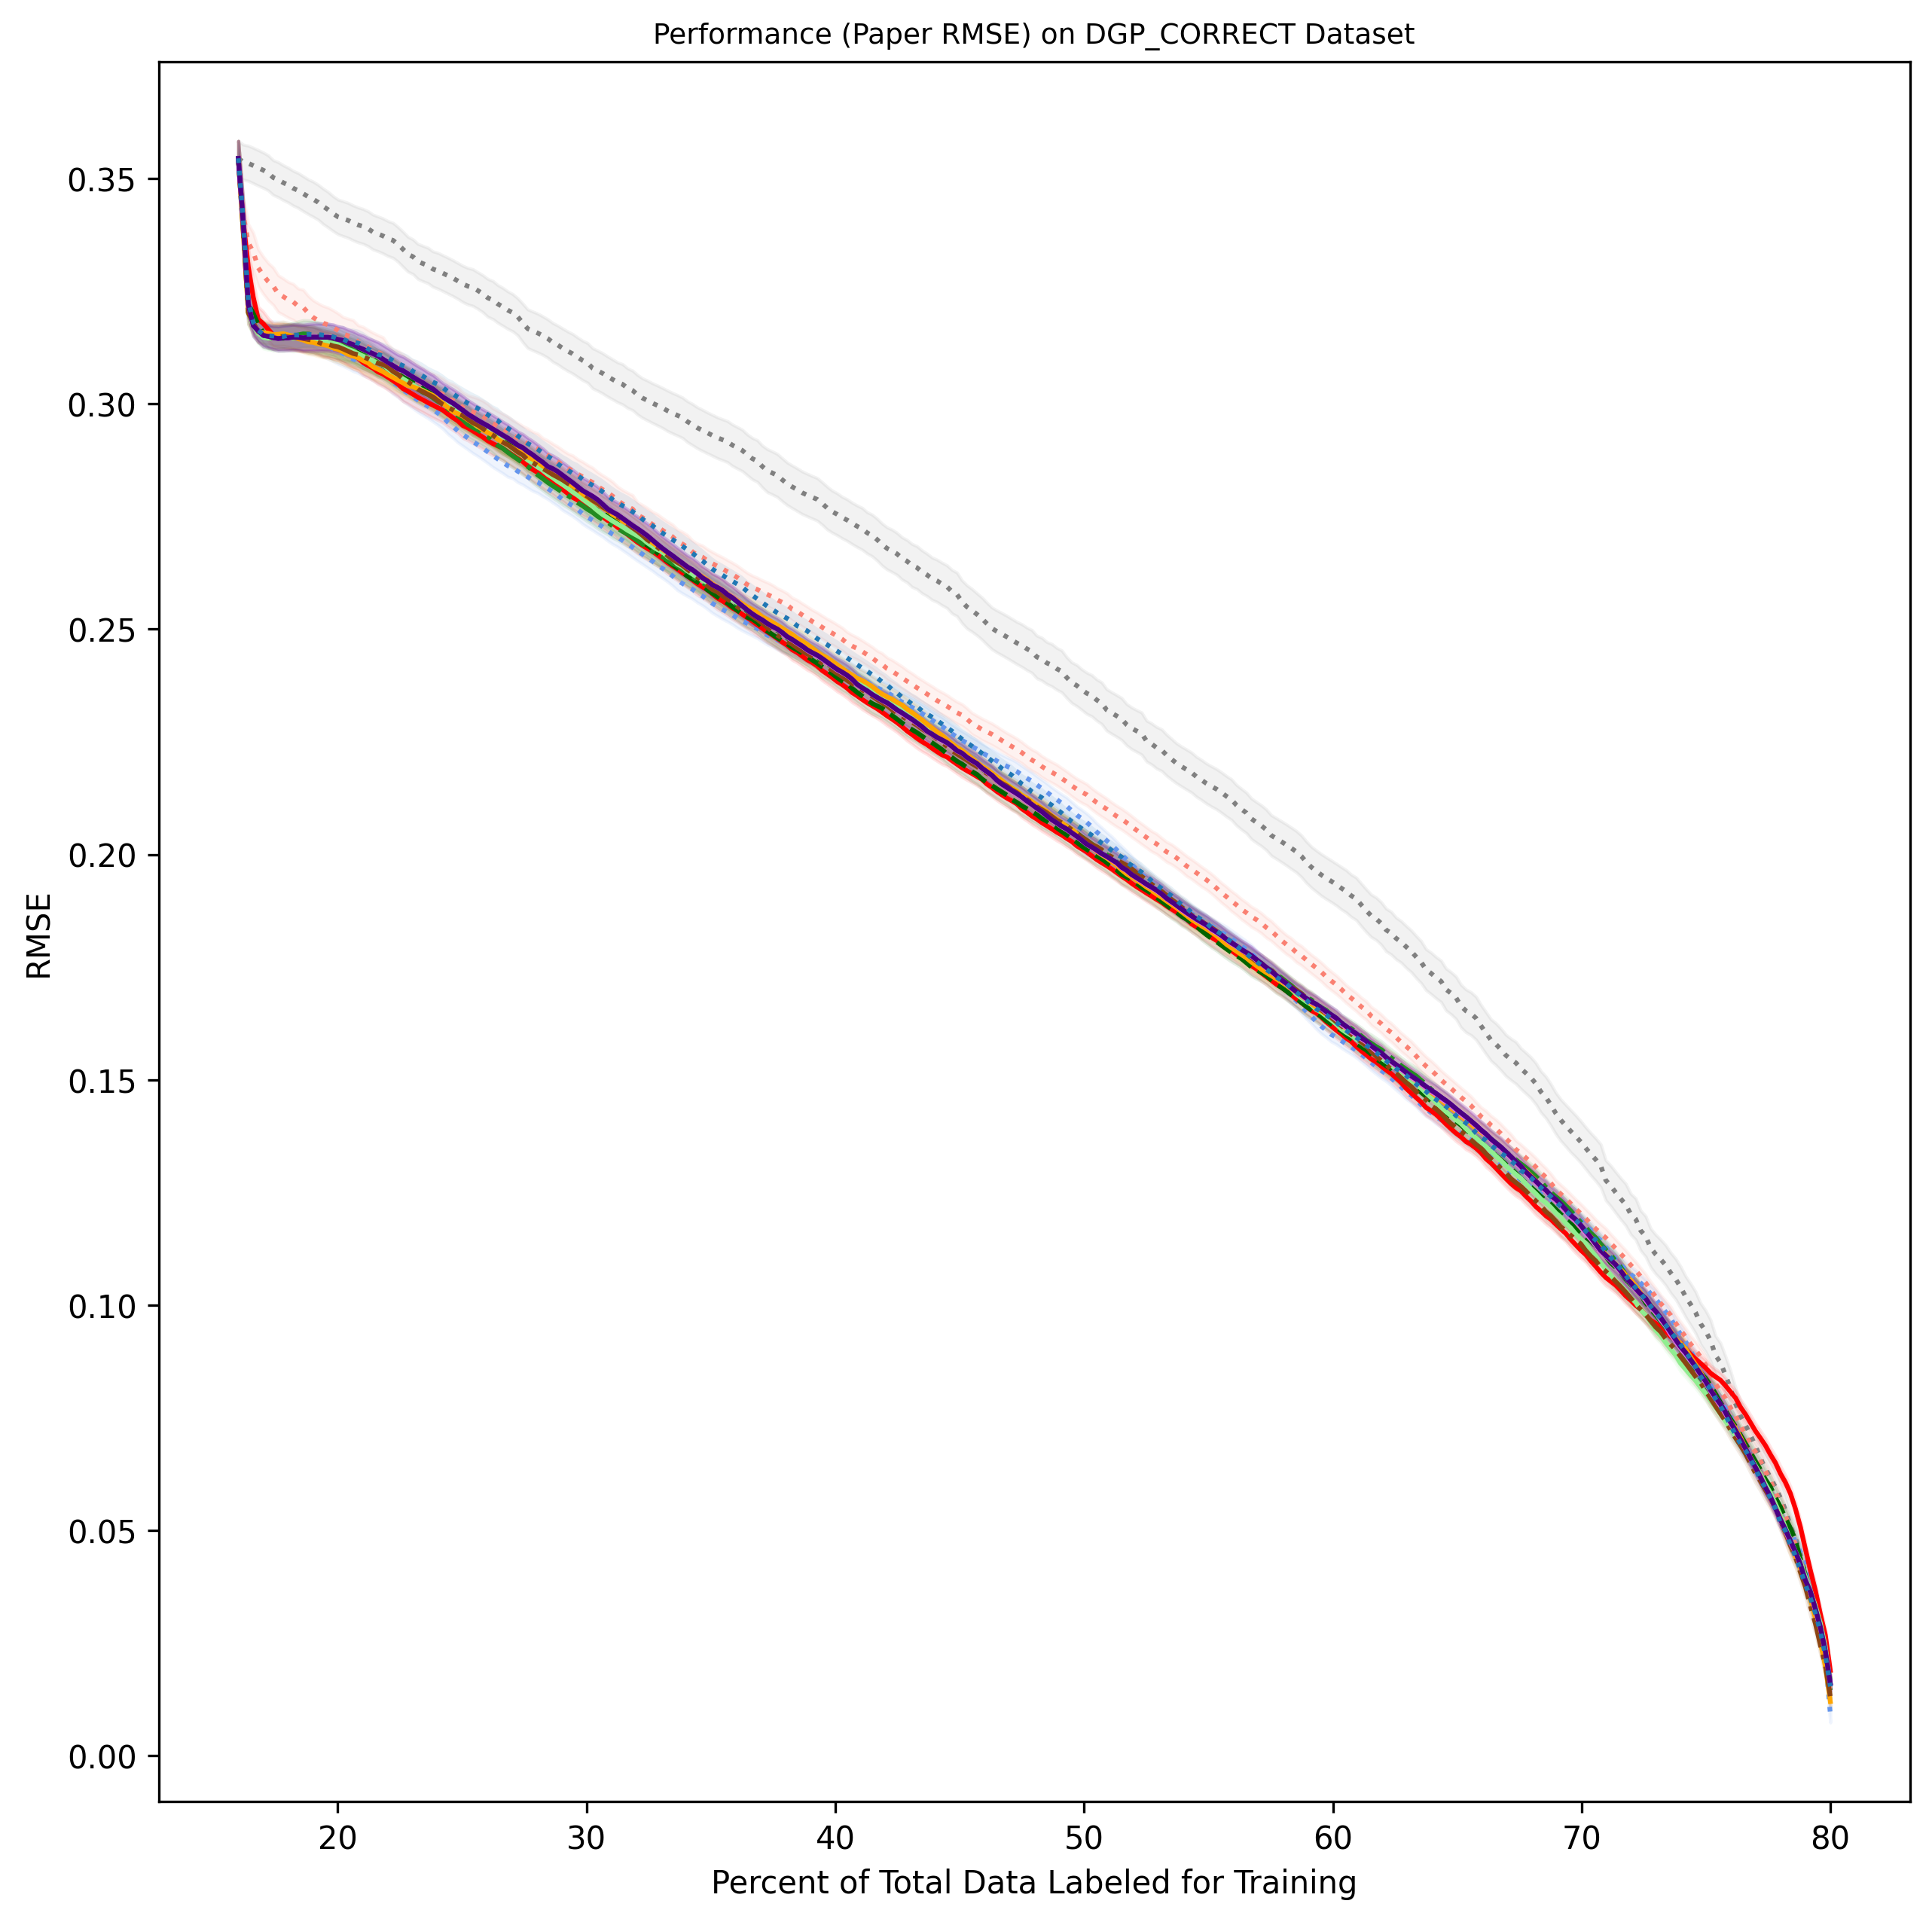 Performance (Paper RMSE) on DGP_CORRECT Dataset
RMSE
0.35
0.30
0.25
0.20
0.15
0.10
0.05
0.00
20 30 40 50 60 70 80
Percent of Total Data Labeled for Training